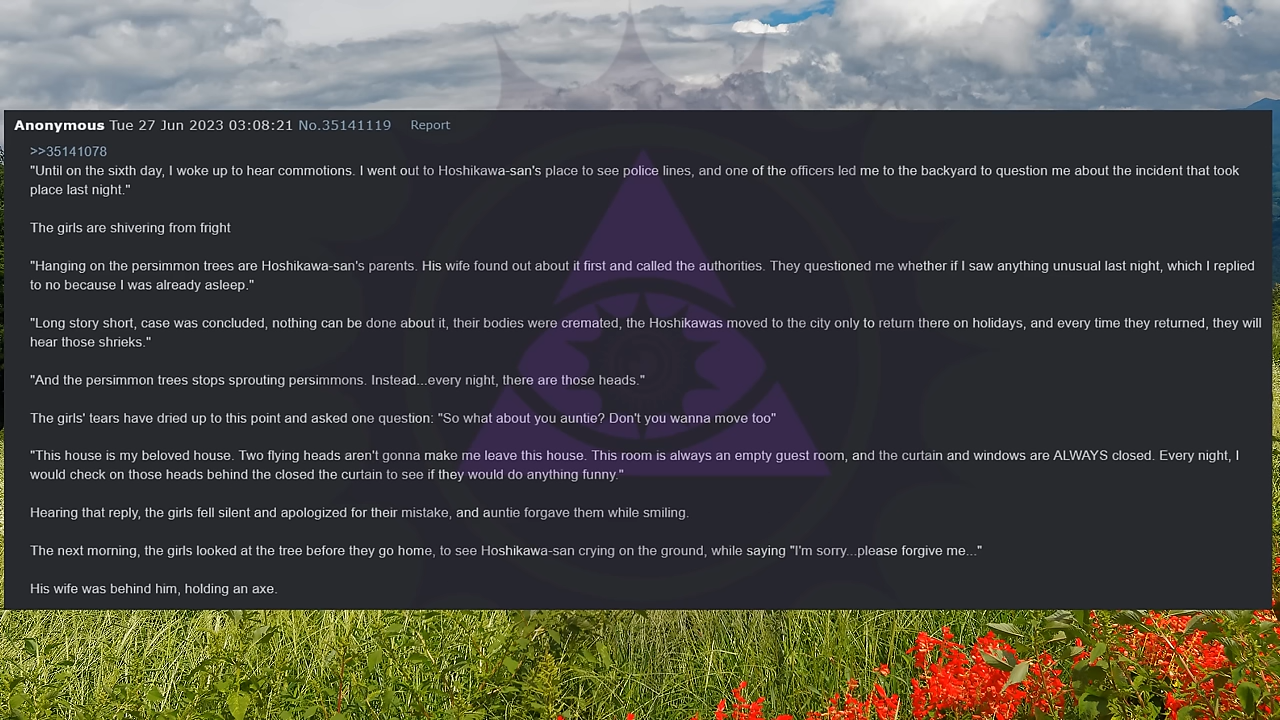 Anonymous Tue 27 Jun 2023 03:08:21 No.35141119 Report
>>35141078
"Until on the sixth day, I woke up to hear commotions. I went out to Hoshikawa-san's place to see police lines, and one of the officers led me to the backyard to question me about the incident that took
place last night."
The girls are shivering from fright
"Hanging on the persimmon trees are Hoshikawa-san's parents. His wife found out about it first and called the authorities. They questioned me whether if I saw anything unusual last night, which I replied
to no because I was already asleep."
"Long story short, case was concluded, nothing can be done about it, their bodies were cremated, the Hoshikawas moved to the city only to return there on holidays, and every time they returned, they will
hear those shrieks."
"And the persimmon trees stops sprouting persimmons. Instead...every night, there are those heads."
The girls' tears have dried up to this point and asked one question: "So what about you auntie? Don't you wanna move too"
"This house is my beloved house. Two flying heads aren't gonna make me leave this house. This room is always an empty guest room, and the curtain and windows are ALWAYS closed. Every night, I
would check on those heads behind the closed the curtain to see if they would do anything funny."
Hearing that reply, the girls fell silent and apologized for their mistake, and auntie forgave them while smiling.
The next morning, the girls looked at the tree before they go home, to see Hoshikawa-san crying on the ground, while saying "I'm sorry...please forgive me..."
His wife was behind him, holding an axe.